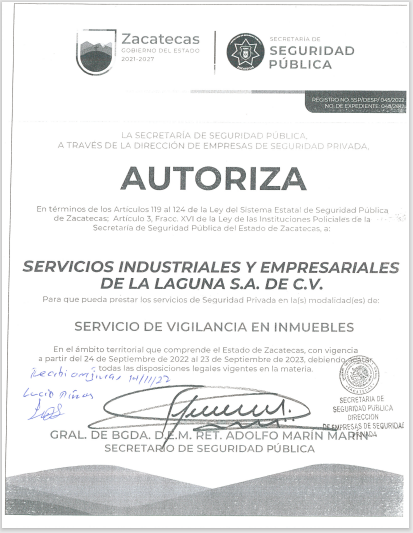 Zacatecas
GOBIERNO DEL ESTADO
2021-2027
SECRETARÍA DE
SEGURIDAD
PÚBLICA
REGISTRO NO. SSP/DESP/045/2022
NO. DE EXPEDIENTE
LA SECRETARÍA DE SEGURIDAD PÚBLICA,
A TRAVÉS DE LA DIRECCIÓN DE EMPRESAS DE SEGURIDAD PRIVADA,
AUTORIZA
En términos de los Artículos 119 al 124 de la Ley del Sistema Estatal de Seguridad Pública
de Zacatecas; Artículo 3, Fracc. XVI de la Ley de las Instituciones Policiales de la
Secretaría de Seguridad Pública del Estado de Zacatecas, a:
SERVICIOS INDUSTRIALES Y EMPRESARIALES
DE LA LAGUNA S.A. DE C.V.
Para que pueda prestar los servicios de Seguridad Privada en la(s) modalidad(es) de:
SERVICIO DE VIGILANCIA EN INMUEBLES
En el ámbito territorial que comprende el Estado de Zacatecas, con vigencia
a partir del 24 de Septiembre de 2022 al 23 de Septiembre de 2023, debiendo acatar
todas las disposiciones legales vigentes en la materia.
Recibi original 14/11/22
Lucio
SECRETARÍA DE
SEGURIDAD PÚBLICA
DIRECCIÓN
DE EMPRESAS DE SEGURIDAD
PRIVADA
GRAL. DE BGDA. D.E.M. RET. ADOLFO MARÍN MARÍN
SECRETARIO DE SEGURIDAD PÚBLICA